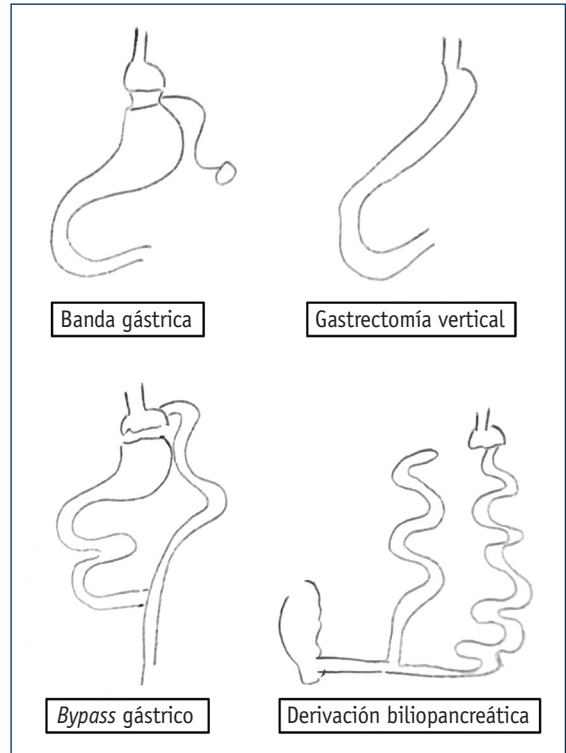 Banda gástrica
Gastrectomía vertical
Bypass gástrico
Derivación biliopancreática